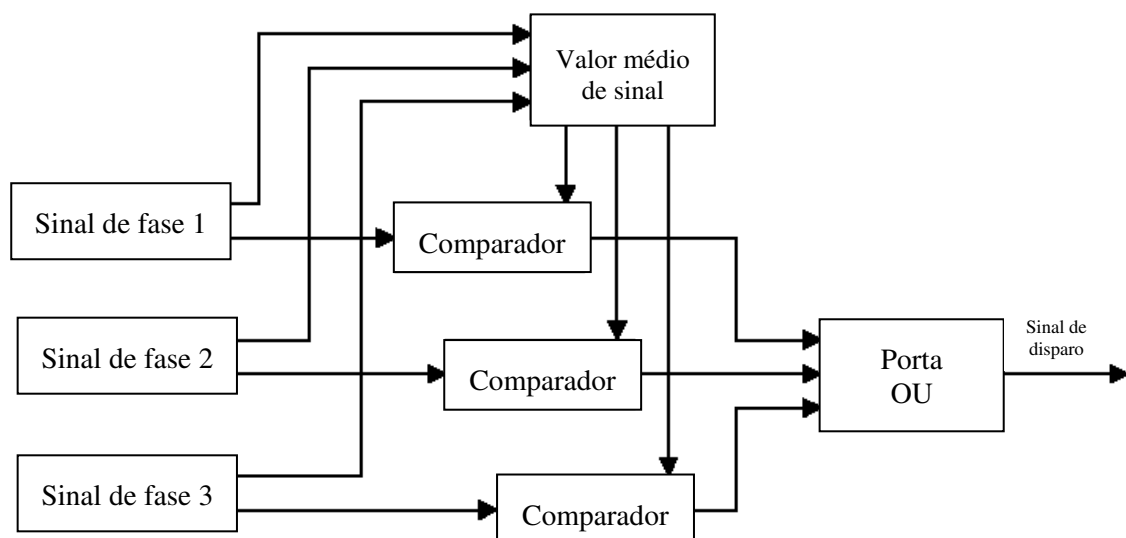 Valor médio
de sinal
Sinal de fase 1
Comparador
Sinal de fase 2
Comparador
Sinal de fase 3
Comparador
Porta
OU
Sinal de
disparo